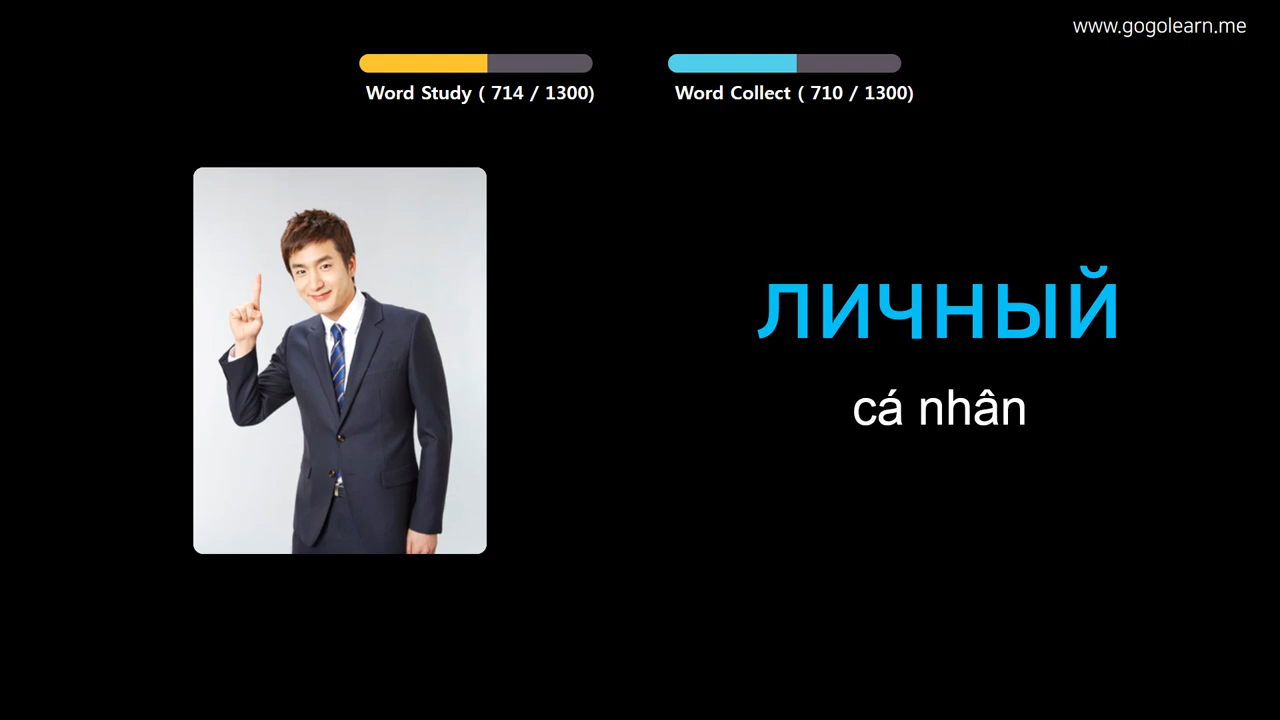 www.gogolearn.me
Word Study ( 714 / 1300)
Word Collect ( 710 / 1300)
личный
cá nhân